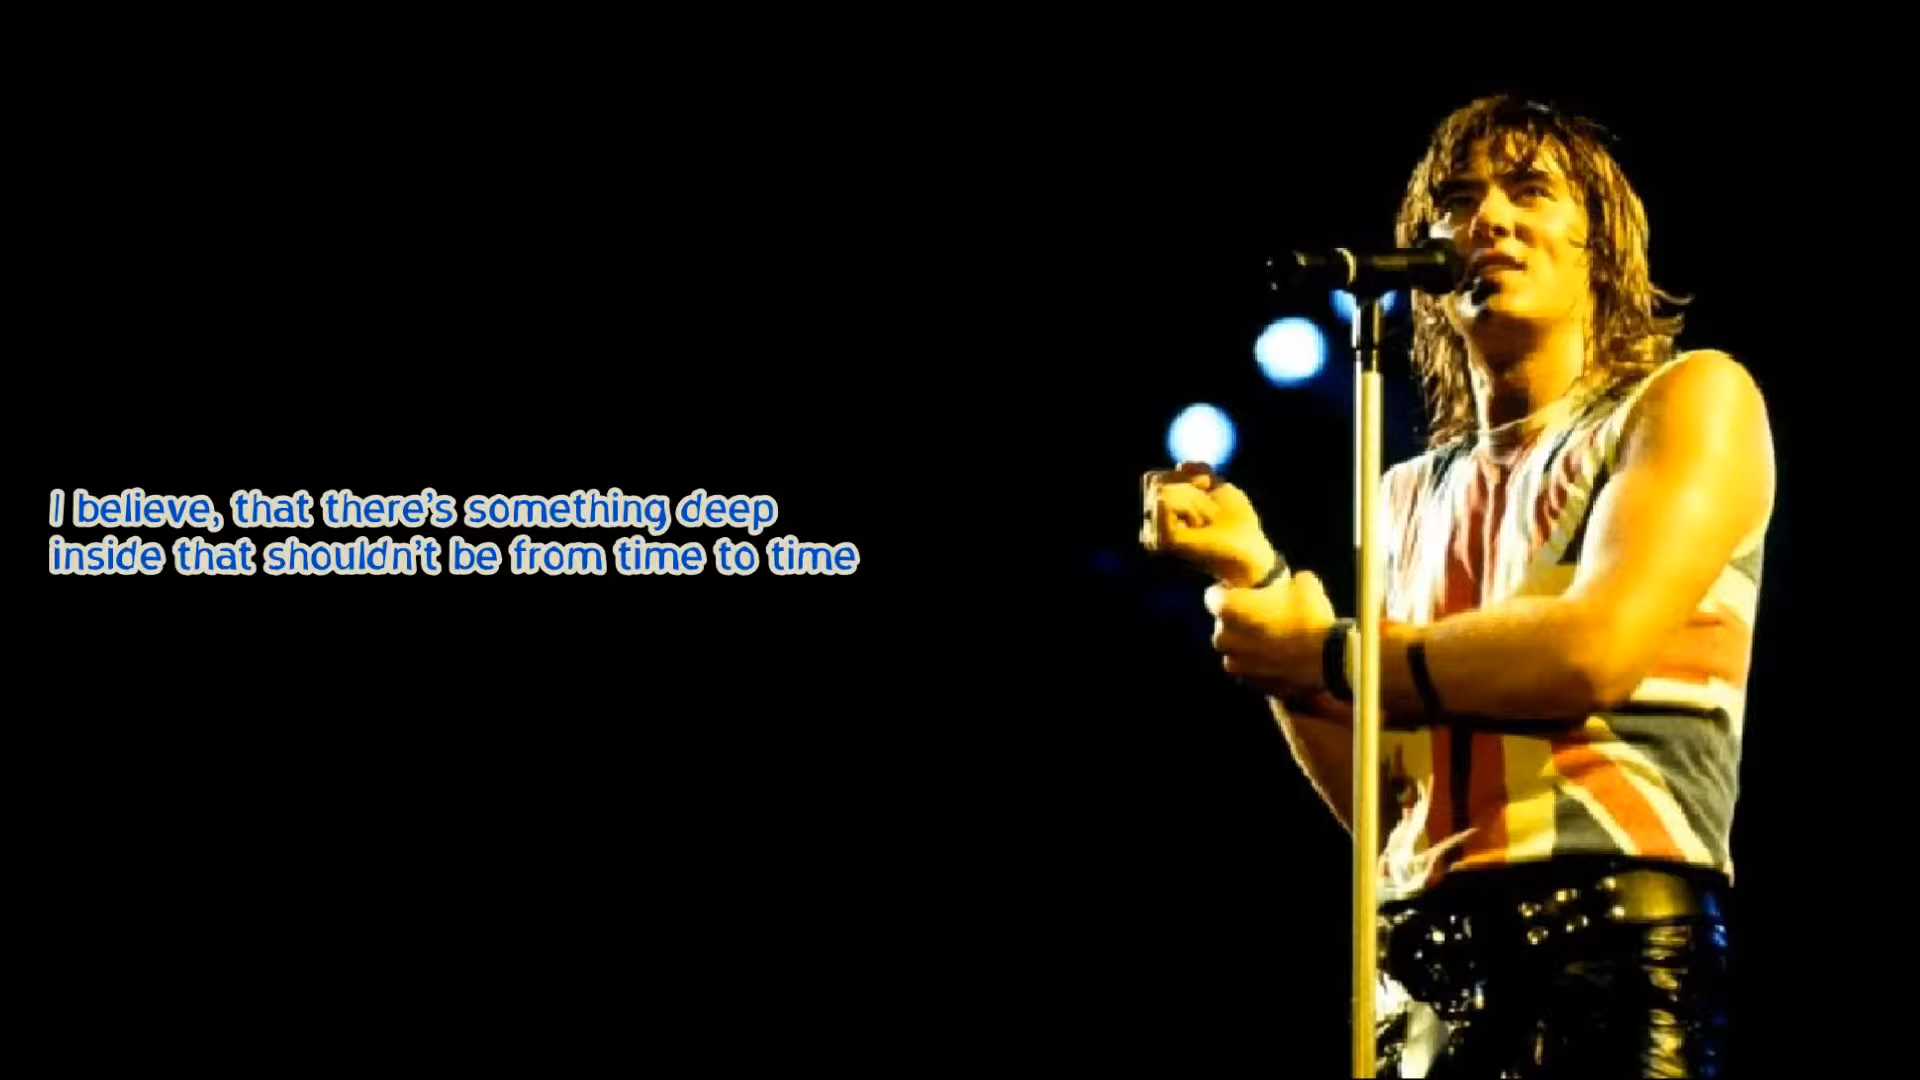 I believe, that there's something deep
inside that shouldn't be from time to time